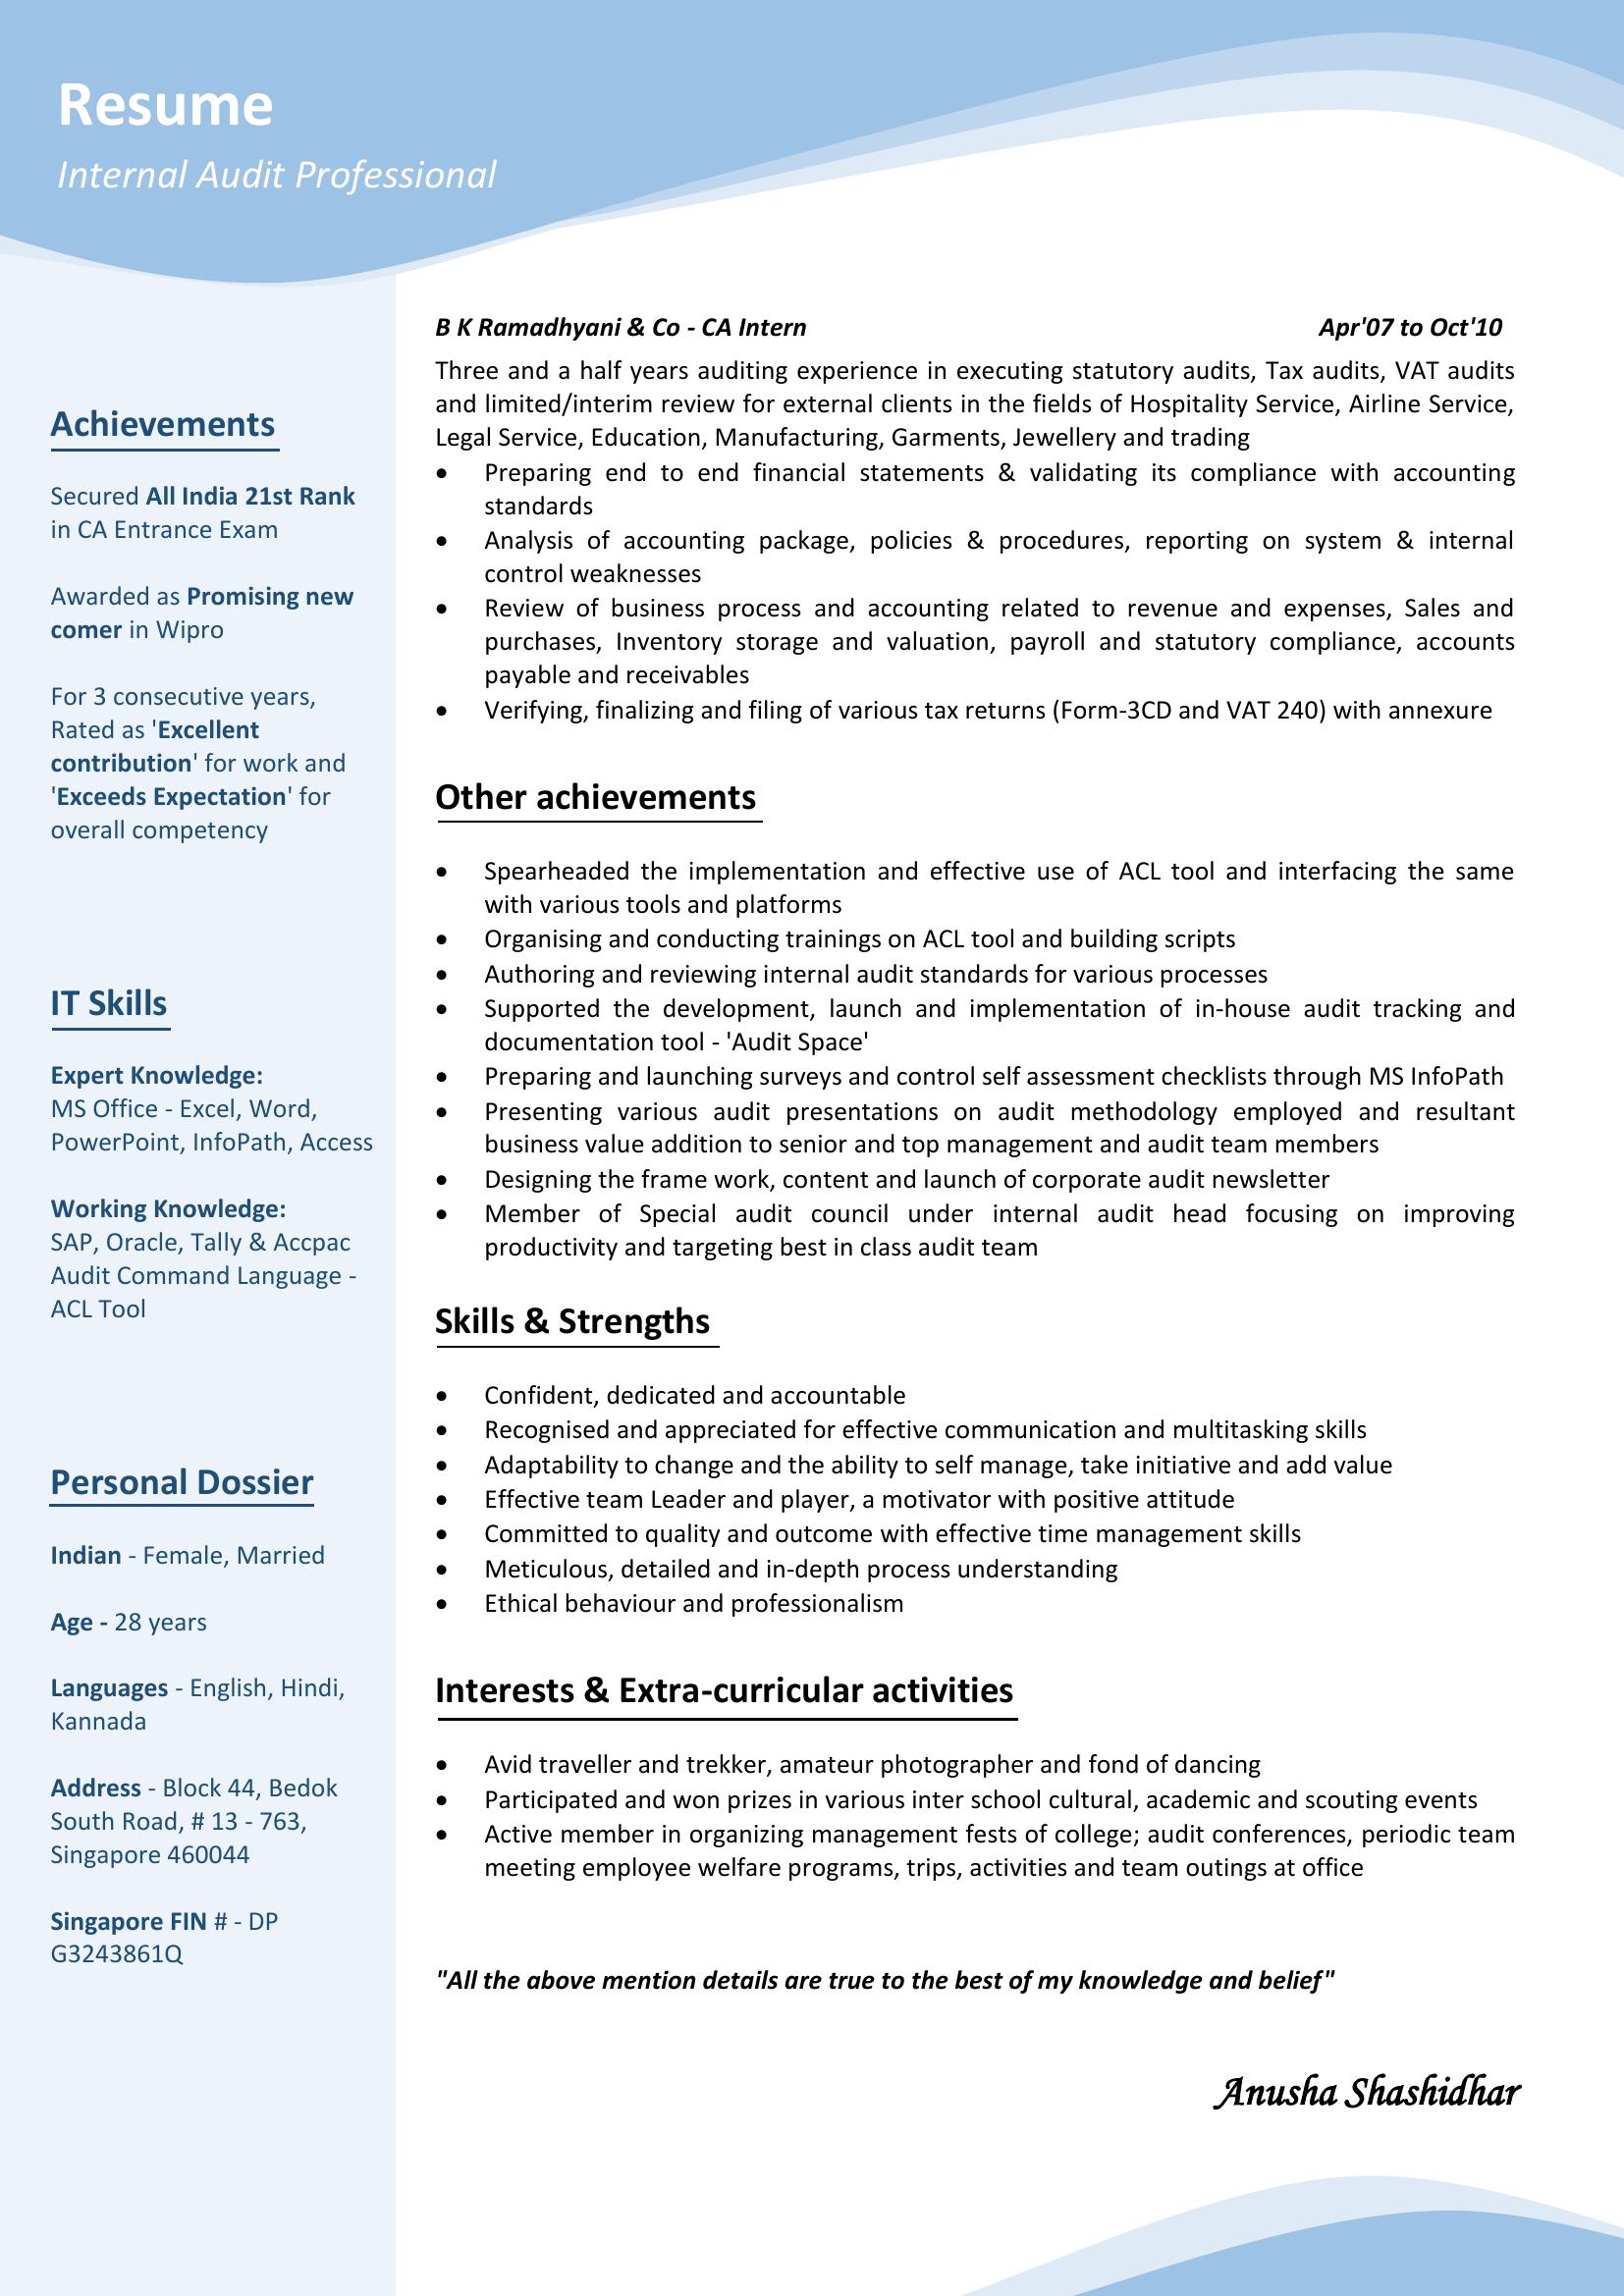 Resume
Internal Audit Professional
Achievements
Secured All India 21st Rank
in CA Entrance Exam
Awarded as Promising new
comer in Wipro
For 3 consecutive years,
Rated as 'Excellent
contribution' for work and
'Exceeds Expectation' for
overall competency
IT Skills
Expert Knowledge:
MS Office - Excel, Word,
PowerPoint, InfoPath, Access
Working Knowledge:
SAP, Oracle, Tally & Accpac
Audit Command Language -
ACL Tool
Personal Dossier
Indian - Female, Married
Age - 28 years
Languages - English, Hindi,
Kannada
Address - Block 44, Bedok
South Road, # 13 - 763,
Singapore 460044
Singapore FIN # - DP
G3243861Q
B K Ramadhyani & Co - CA Intern Apr'07 to Oct'10
Three and a half years auditing experience in executing statutory audits, Tax audits, VAT audits
and limited/interim review for external clients in the fields of Hospitality Service, Airline Service,
Legal Service, Education, Manufacturing, Garments, Jewellery and trading
• Preparing end to end financial statements & validating its compliance with accounting
standards
• Analysis of accounting package, policies & procedures, reporting on system & internal
control weaknesses
• Review of business process and accounting related to revenue and expenses, Sales and
purchases, Inventory storage and valuation, payroll and statutory compliance, accounts
payable and receivables
• Verifying, finalizing and filing of various tax returns (Form-3CD and VAT 240) with annexure
Other achievements
• Spearheaded the implementation and effective use of ACL tool and interfacing the same
with various tools and platforms
• Organising and conducting trainings on ACL tool and building scripts
• Authoring and reviewing internal audit standards for various processes
• Supported the development, launch and implementation of in-house audit tracking and
documentation tool - 'Audit Space'
• Preparing and launching surveys and control self assessment checklists through MS InfoPath
• Presenting various audit presentations on audit methodology employed and resultant
business value addition to senior and top management and audit team members
• Designing the frame work, content and launch of corporate audit newsletter
• Member of Special audit council under internal audit head focusing on improving
productivity and targeting best in class audit team
Skills & Strengths
• Confident, dedicated and accountable
• Recognised and appreciated for effective communication and multitasking skills
• Adaptability to change and the ability to self manage, take initiative and add value
• Effective team Leader and player, a motivator with positive attitude
• Committed to quality and outcome with effective time management skills
• Meticulous, detailed and in-depth process understanding
• Ethical behaviour and professionalism
Interests & Extra-curricular activities
• Avid traveller and trekker, amateur photographer and fond of dancing
• Participated and won prizes in various inter school cultural, academic and scouting events
• Active member in organizing management fests of college; audit conferences, periodic team
meeting employee welfare programs, trips, activities and team outings at office
"All the above mention details are true to the best of my knowledge and belief"
Anusha Shashidhar